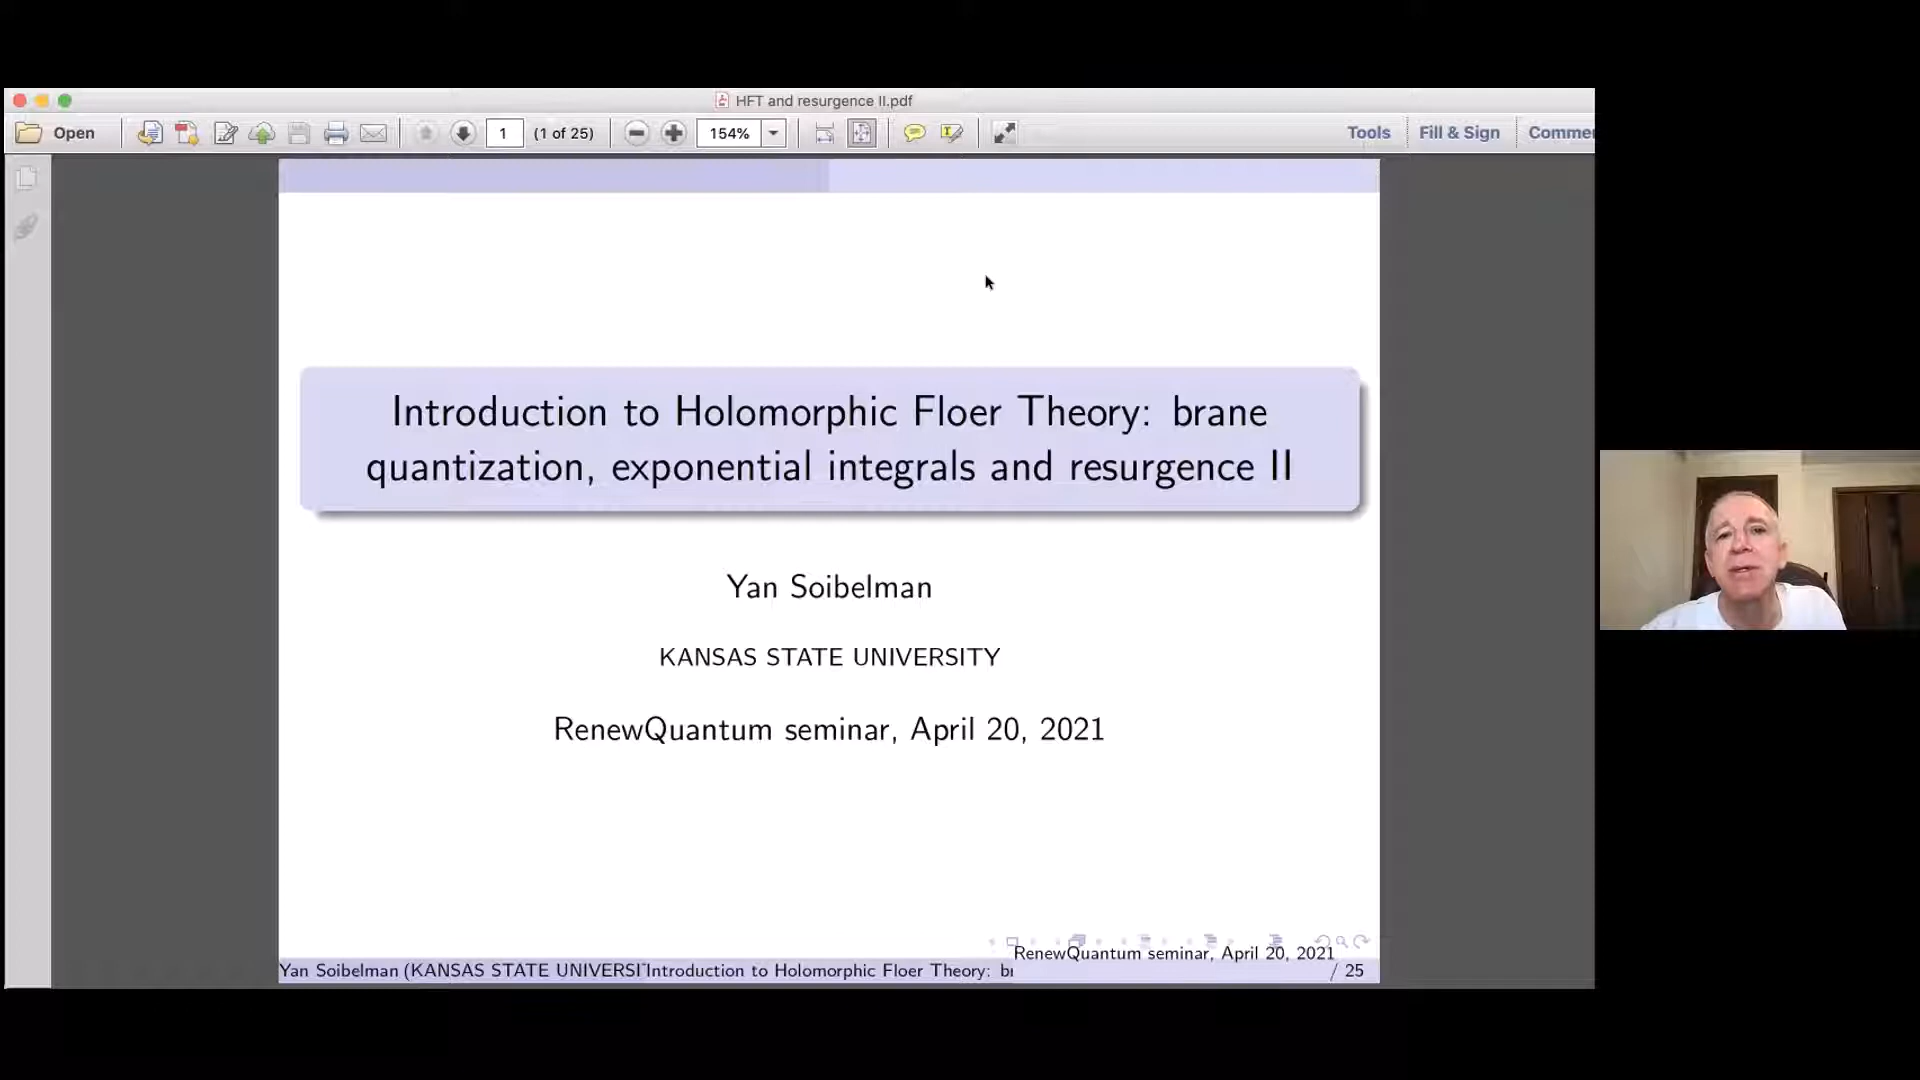 HFT and resurgence II.pdf
Open
1 (1 of 25)
154%
Tools
Fill & Sign
Commen
Introduction to Holomorphic Floer Theory: brane
quantization, exponential integrals and resurgence II
Yan Soibelman
KANSAS STATE UNIVERSITY
RenewQuantum seminar, April 20, 2021
RenewQuantum seminar, April 20, 2021
Yan Soibelman (KANSAS STATE UNIVERSI Introduction to Holomorphic Floer Theory: br / 25